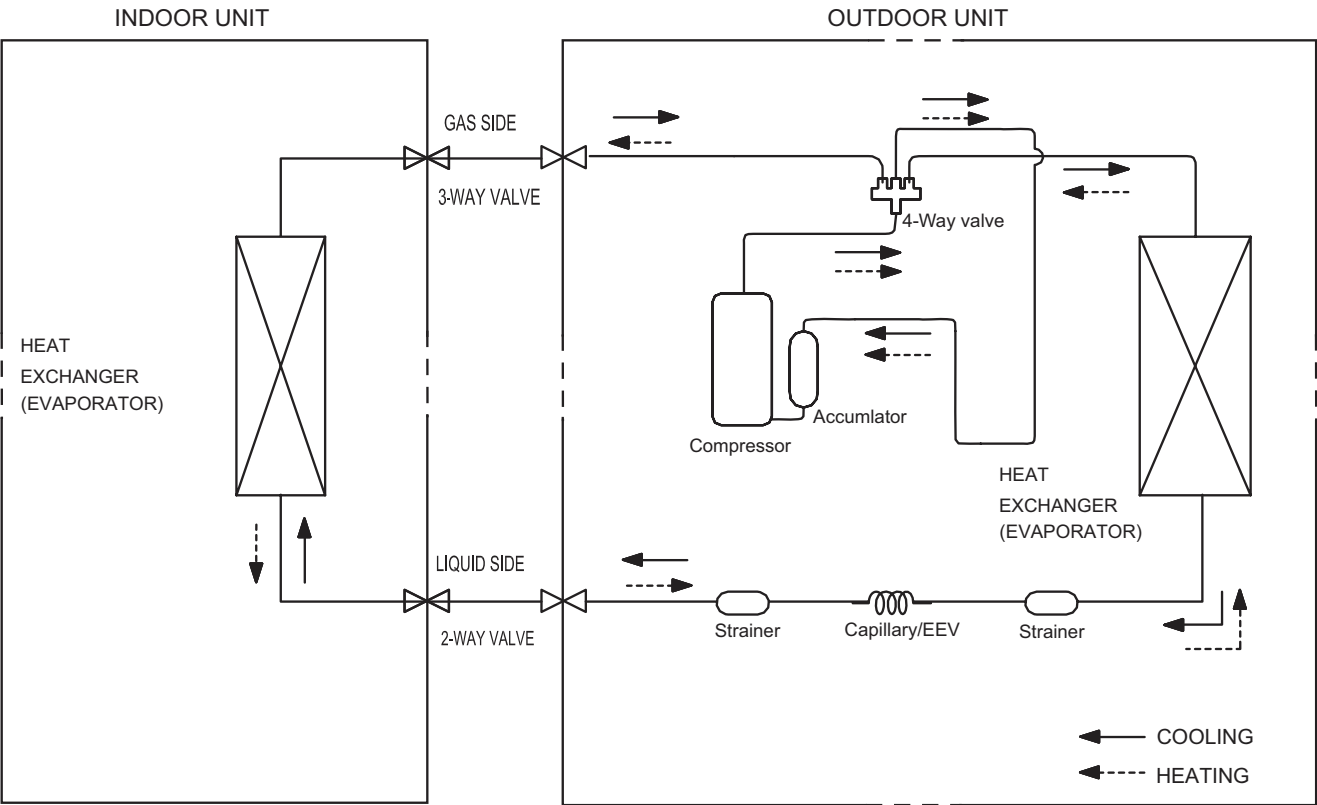 INDOOR UNIT
OUTDOOR UNIT
GAS SIDE
3-WAY VALVE
4-Way valve
HEAT
EXCHANGER
(EVAPORATOR)
Compressor
Accumlator
HEAT
EXCHANGER
(EVAPORATOR)
LIQUID SIDE
2-WAY VALVE
Strainer
Capillary/EEV
Strainer
COOLING
HEATING